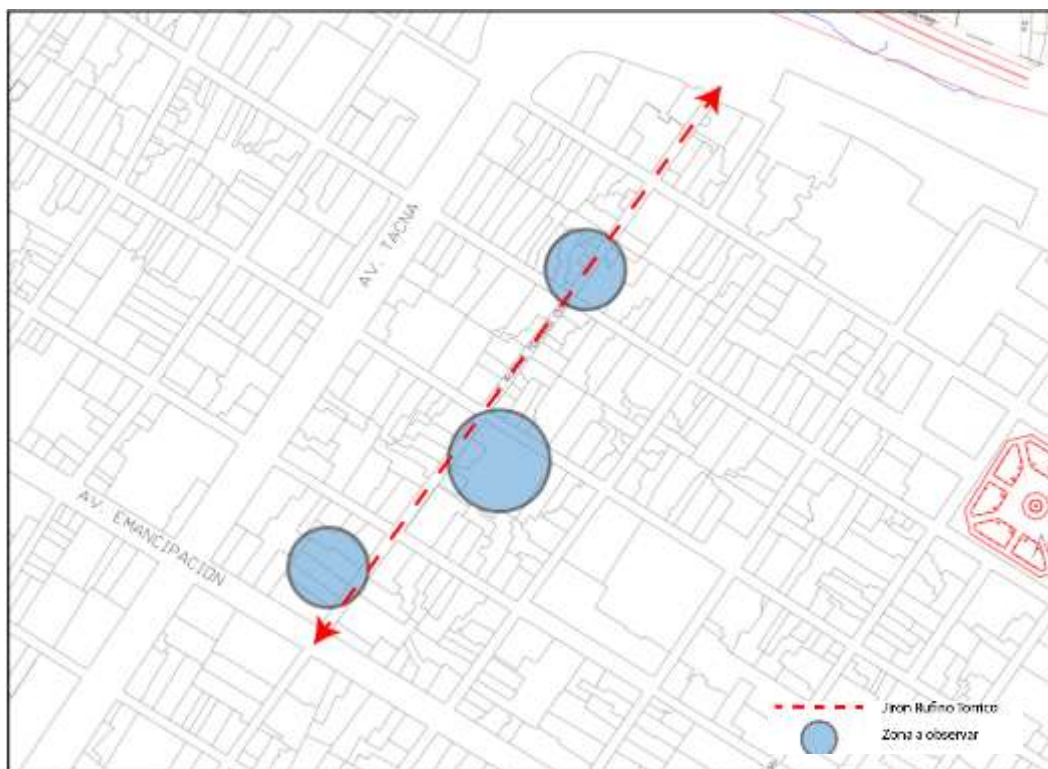 AV. TACNA
AV. EMANCIPACION
Jiron Rufino Torrico
Zona a observar